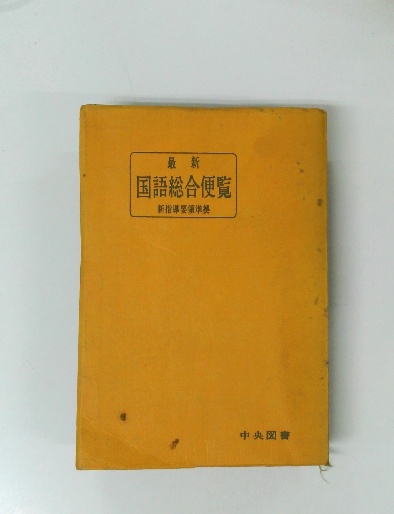 最新
国語総合便覧
新指導要領準拠
中央図書